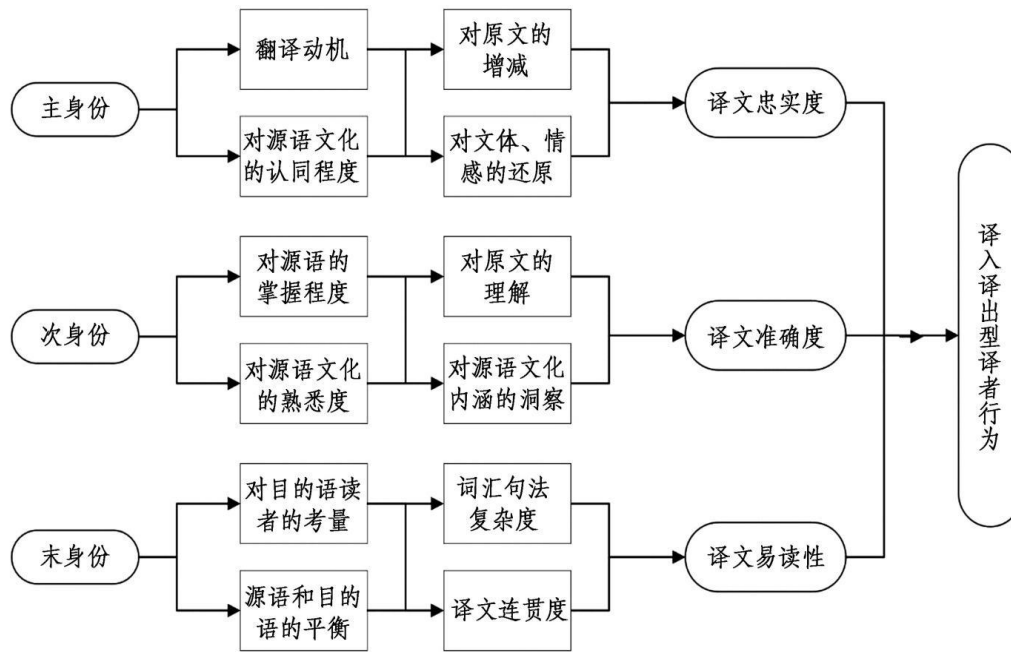 主身份
翻译动机
对源语文化
的认同程度
对原文的
增减
对文体、情
感的还原
译文忠实度
次身份
对源语的
掌握程度
对源语文化
的熟悉度
对原文的
理解
对源语文化
内涵的洞察
译文准确度
末身份
对目的语读
者的考量
源语和目的
语的平衡
词汇句法
复杂度
译文连贯度
译文易读性
译入译出型译者行为